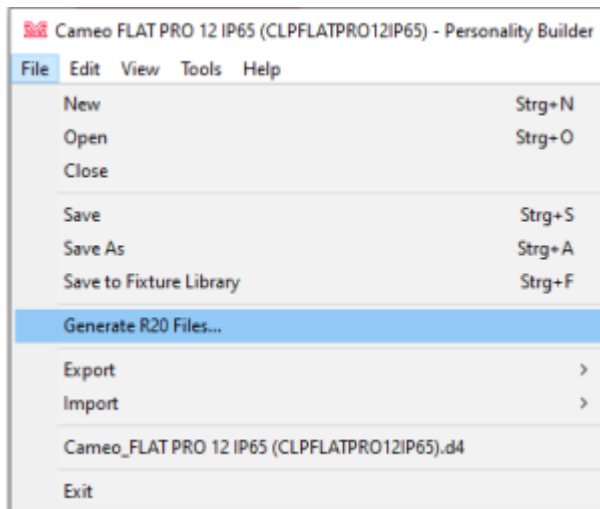 Cameo FLAT PRO 12 IP65 (CLPFLATPRO12IP65) - Personality Builder
File Edit View Tools Help
New Strg+N
Open Strg+O
Close
Save Strg+S
Save As Strg+A
Save to Fixture Library Strg+F
Generate R20 Files...
Export >
Import >
Cameo_FLAT PRO 12 IP65 (CLPFLATPRO12IP65).d4
Exit